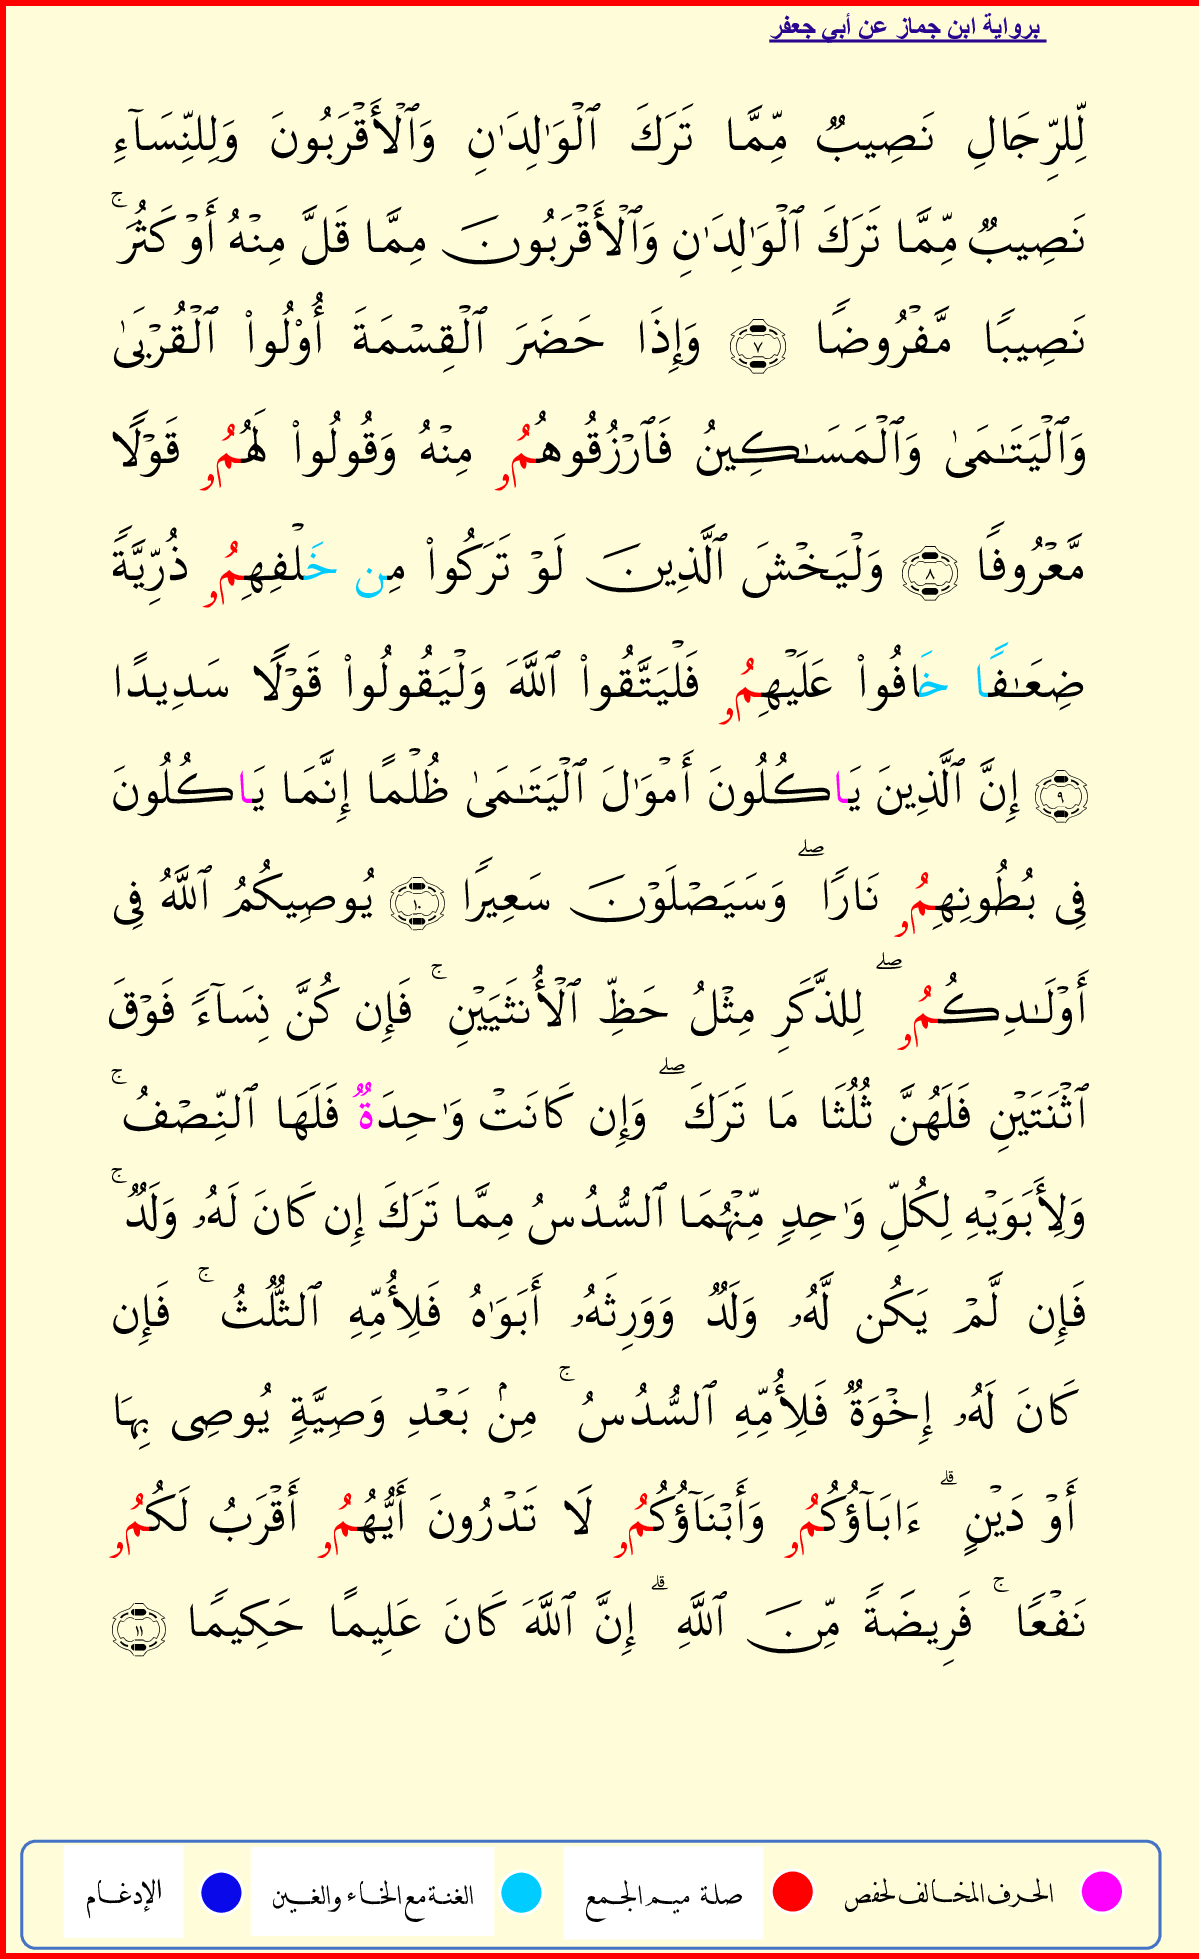 برواية ابن جماز عن أبي جعفر
لِّلرِّجَالِ نَصِيبٌ مِّمَّا تَرَكَ ٱلْوَٰلِدَٰنِ وَٱلْأَقْرَبُونَ وَلِلنِّسَآءِ
نَصِيبٌ مِّمَّا تَرَكَ ٱلْوَٰلِدَٰنِ وَٱلْأَقْرَبُونَ مِمَّا قَلَّ مِنْهُ أَوْ كَثُرَ ۚ
نَصِيبًا مَّفْرُوضًا ٧ وَإِذَا حَضَرَ ٱلْقِسْمَةَ أُوْلُواْ ٱلْقُرْبَىٰ
وَٱلْيَتَـٰمَىٰ وَٱلْمَسَـٰكِينُ فَٱرْزُقُوهُمُۥ مِنْهُ وَقُولُواْ لَهُمُۥ قَوْلًا
مَّعْرُوفًا ٨ وَلْيَخْشَ ٱلَّذِينَ لَوْ تَرَكُواْ مِن خَلْفِهِمُۥ ذُرِّيَّةً
ضِعَـٰفًا خَافُواْ عَلَيْهِمُۥ فَلْيَتَّقُواْ ٱللَّهَ وَلْيَقُولُواْ قَوْلًا سَدِيدًا
٩ إِنَّ ٱلَّذِينَ يَاكُلُونَ أَمْوَٰلَ ٱلْيَتَـٰمَىٰ ظُلْمًا إِنَّمَا يَاكُلُونَ
فِى بُطُونِهِمُۥ نَارًا ۖ وَسَيَصْلَوْنَ سَعِيرًا ١٠ يُوصِيكُمُ ٱللَّهُ فِى
أَوْلَـٰدِكُمُۥ ۖ لِلذَّكَرِ مِثْلُ حَظِّ ٱلْأُنثَيَيْنِ ۚ فَإِن كُنَّ نِسَآءً فَوْقَ
ٱثْنَتَيْنِ فَلَهُنَّ ثُلُثَا مَا تَرَكَ ۖ وَإِن كَانَتْ وَٰحِدَةٌ فَلَهَا ٱلنِّصْفُ ۚ
وَلِأَبَوَيْهِ لِكُلِّ وَٰحِدٍ مِّنْهُمَا ٱلسُّدُسُ مِمَّا تَرَكَ إِن كَانَ لَهُۥ وَلَدٌ ۚ
فَإِن لَّمْ يَكُن لَّهُۥ وَلَدٌ وَوَرِثَهُۥ أَبَوَاهُ فَلِأُمِّهِ ٱلثُّلُثُ ۚ فَإِن
كَانَ لَهُۥ إِخْوَةٌ فَلِأُمِّهِ ٱلسُّدُسُ ۚ مِنۢ بَعْدِ وَصِيَّةٍ يُوصِى بِهَا
أَوْ دَيْنٍ ۗ ءَابَآؤُكُمُۥ وَأَبْنَآؤُكُمُۥ لَا تَدْرُونَ أَيُّهُمُۥ أَقْرَبُ لَكُمُۥ
نَفْعًا ۚ فَرِيضَةً مِّنَ ٱللَّهِ ۗ إِنَّ ٱللَّهَ كَانَ عَلِيمًا حَكِيمًا ١١
الحرف المخالف لحفص صلة ميم الجمع الغنة مع الخاء والغين الإدغام